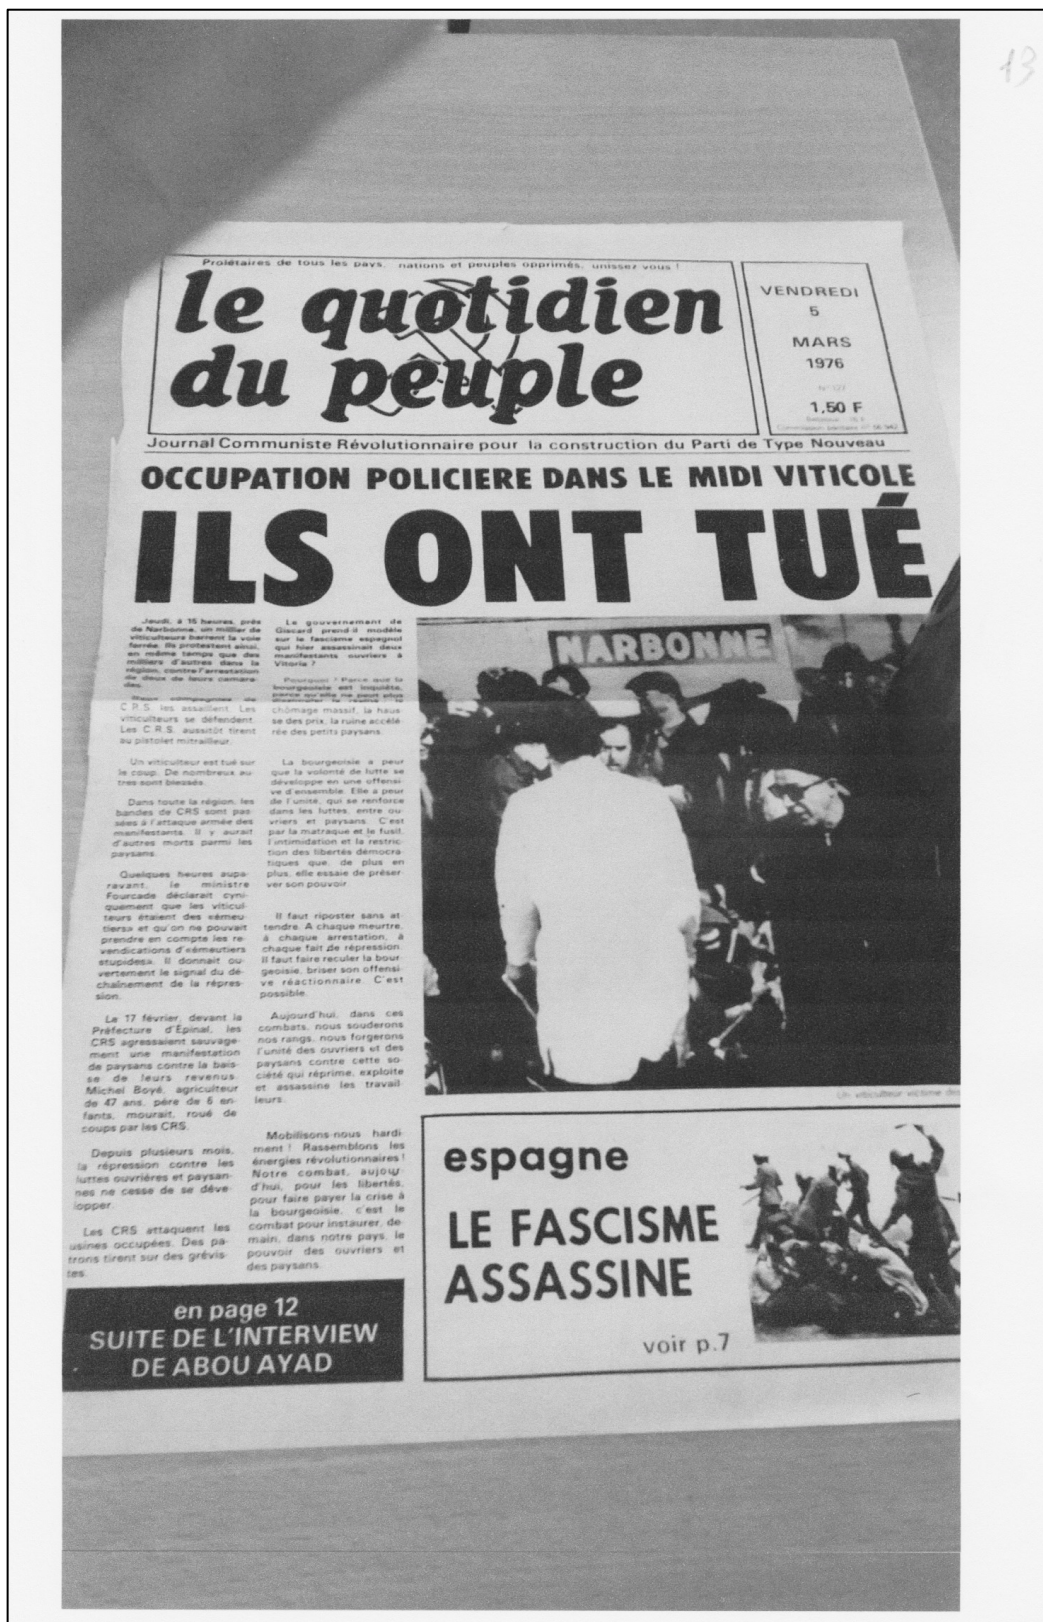 13
Prolétaires de tous les pays, nations et peuples opprimés, unissez vous !
le quotidien
du peuple
VENDREDI
5
MARS
1976
N° 127
1,50 F
Journal Communiste Révolutionnaire pour la construction du Parti de Type Nouveau
OCCUPATION POLICIERE DANS LE MIDI VITICOLE
ILS ONT TUÉ
Jeudi, à 15 heures, près
de Narbonne, un millier de
viticulteurs barrent la voie
ferrée. Ils protestent ainsi,
en même temps que des
milliers d'autres dans la
région, contre l'arrestation
de deux de leurs camara-
des.
compagnies de
C.R.S. les assaillent. Les
viticulteurs se défendent.
Les C.R.S. aussitôt tirent
au pistolet mitrailleur.
Un viticulteur est tué sur
le coup. De nombreux au-
tres sont blessés.
Dans toute la région, les
bandes de CRS sont pas-
sées à l'attaque armée des
manifestants. Il y aurait
d'autres morts parmi les
paysans.
Quelques heures aupa-
ravant, le ministre
Fourcade déclarait cyni-
quement que les viticul-
teurs étaient des «émeu-
tiers» et qu'on ne pouvait
prendre en compte les re-
vendications d'«émeutiers
stupides». Il donnait ou-
vertement le signal du dé-
chaînement de la répres-
sion.
Le 17 février, devant la
Préfecture d'Épinal, les
CRS agressaient sauvage-
ment une manifestation
de paysans contre la bais-
se de leurs revenus.
Michel Boyé, agriculteur
de 47 ans, père de 6 en-
fants, mourait, roué de
coups par les CRS.
Depuis plusieurs mois,
la répression contre les
luttes ouvrières et paysan-
nes ne cesse de se déve-
lopper.
Les CRS attaquent les
usines occupées. Des pa-
trons tirent sur des grévis-
tes.
Le gouvernement de
Giscard prend-il modèle
sur le fascisme espagnol
qui hier assassinait deux
manifestants ouvriers à
Vitoria ?
Pourquoi ? Parce que la
bourgeoisie est inquiète,
parce qu'elle ne peut plus
chômage massif, la haus-
se des prix, la ruine accélé-
rée des petits paysans.
La bourgeoisie a peur
que la volonté de lutte se
développe en une offensi-
ve d'ensemble. Elle a peur
de l'unité, qui se renforce
dans les luttes, entre ou-
vriers et paysans. C'est
par la matraque et le fusil,
l'intimidation et la restric-
tion des libertés démocra-
tiques que, de plus en
plus, elle essaie de préser-
ver son pouvoir
Il faut riposter sans at-
tendre. A chaque meurtre,
à chaque arrestation, à
chaque fait de répression.
Il faut faire reculer la bour-
geoisie, briser son offensi-
ve réactionnaire. C'est
possible.
Aujourd'hui, dans ces
combats, nous souderons
nos rangs, nous forgerons
l'unité des ouvriers et des
paysans contre cette so-
ciété qui réprime, exploite
et assassine les travail-
leurs.
Mobilisons-nous hardi-
ment ! Rassemblons les
énergies révolutionnaires !
Notre combat, aujour-
d'hui, pour les libertés,
pour faire payer la crise à
la bourgeoisie, c'est le
combat pour instaurer, de-
main, dans notre pays, le
pouvoir des ouvriers et
des paysans.
NARBONNE
Un viticulteur victime des
espagne
LE FASCISME
ASSASSINE
voir p.7
en page 12
SUITE DE L'INTERVIEW
DE ABOU AYAD